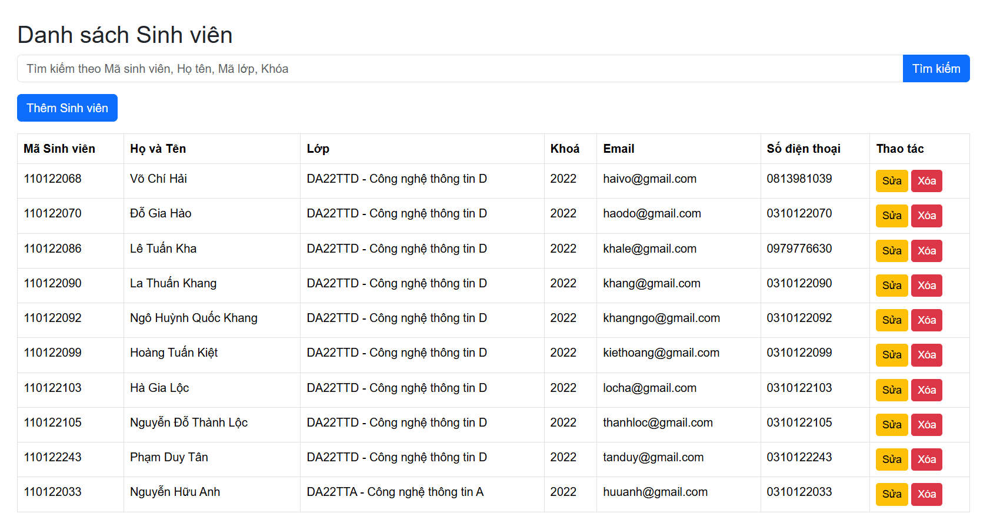 Danh sách Sinh viên
Tìm kiếm theo Mã sinh viên, Họ tên, Mã lớp, Khóa Tìm kiếm
Thêm Sinh viên
Mã Sinh viên Họ và Tên Lớp Khoá Email Số điện thoại Thao tác
110122068 Võ Chí Hải DA22TTD - Công nghệ thông tin D 2022 haivo@gmail.com 0813981039 Sửa Xóa
110122070 Đỗ Gia Hào DA22TTD - Công nghệ thông tin D 2022 haodo@gmail.com 0310122070 Sửa Xóa
110122086 Lê Tuấn Kha DA22TTD - Công nghệ thông tin D 2022 khale@gmail.com 0979776630 Sửa Xóa
110122090 La Thuấn Khang DA22TTD - Công nghệ thông tin D 2022 khang@gmail.com 0310122090 Sửa Xóa
110122092 Ngô Huỳnh Quốc Khang DA22TTD - Công nghệ thông tin D 2022 khangngo@gmail.com 0310122092 Sửa Xóa
110122099 Hoàng Tuấn Kiệt DA22TTD - Công nghệ thông tin D 2022 kiethoang@gmail.com 0310122099 Sửa Xóa
110122103 Hà Gia Lộc DA22TTD - Công nghệ thông tin D 2022 locha@gmail.com 0310122103 Sửa Xóa
110122105 Nguyễn Đỗ Thành Lộc DA22TTD - Công nghệ thông tin D 2022 thanhloc@gmail.com 0310122105 Sửa Xóa
110122243 Phạm Duy Tân DA22TTD - Công nghệ thông tin D 2022 tanduy@gmail.com 0310122243 Sửa Xóa
110122033 Nguyễn Hữu Anh DA22TTA - Công nghệ thông tin A 2022 huuanh@gmail.com 0310122033 Sửa Xóa